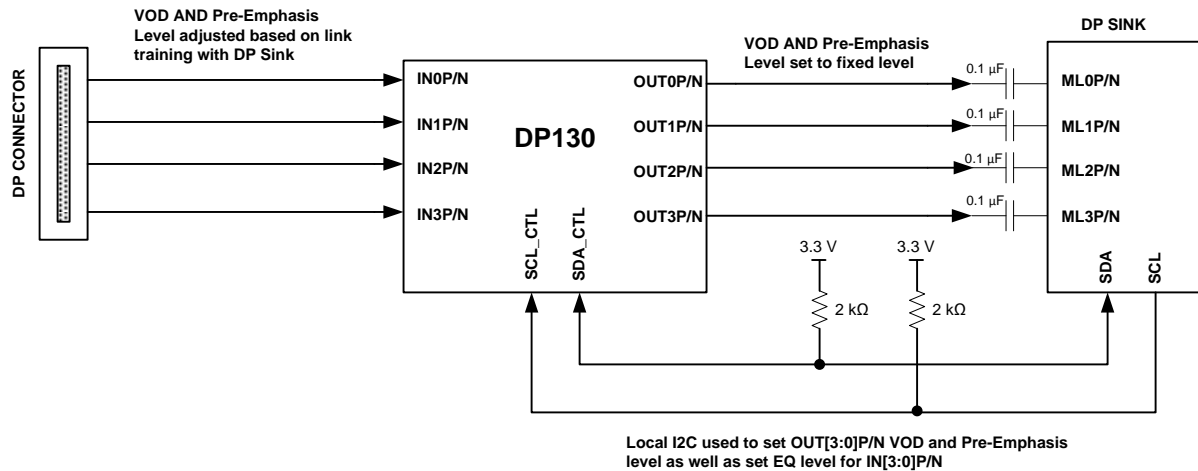 VOD AND Pre-Emphasis
Level adjusted based on link
training with DP Sink
DP CONNECTOR
IN0P/N
IN1P/N
IN2P/N
IN3P/N
DP130
SCL_CTL
SDA_CTL
OUT0P/N
OUT1P/N
OUT2P/N
OUT3P/N
VOD AND Pre-Emphasis
Level set to fixed level
0.1 µF
0.1 µF
0.1 µF
0.1 µF
DP SINK
ML0P/N
ML1P/N
ML2P/N
ML3P/N
SDA
SCL
3.3 V
3.3 V
2 kΩ
2 kΩ
Local I2C used to set OUT[3:0]P/N VOD and Pre-Emphasis
level as well as set EQ level for IN[3:0]P/N